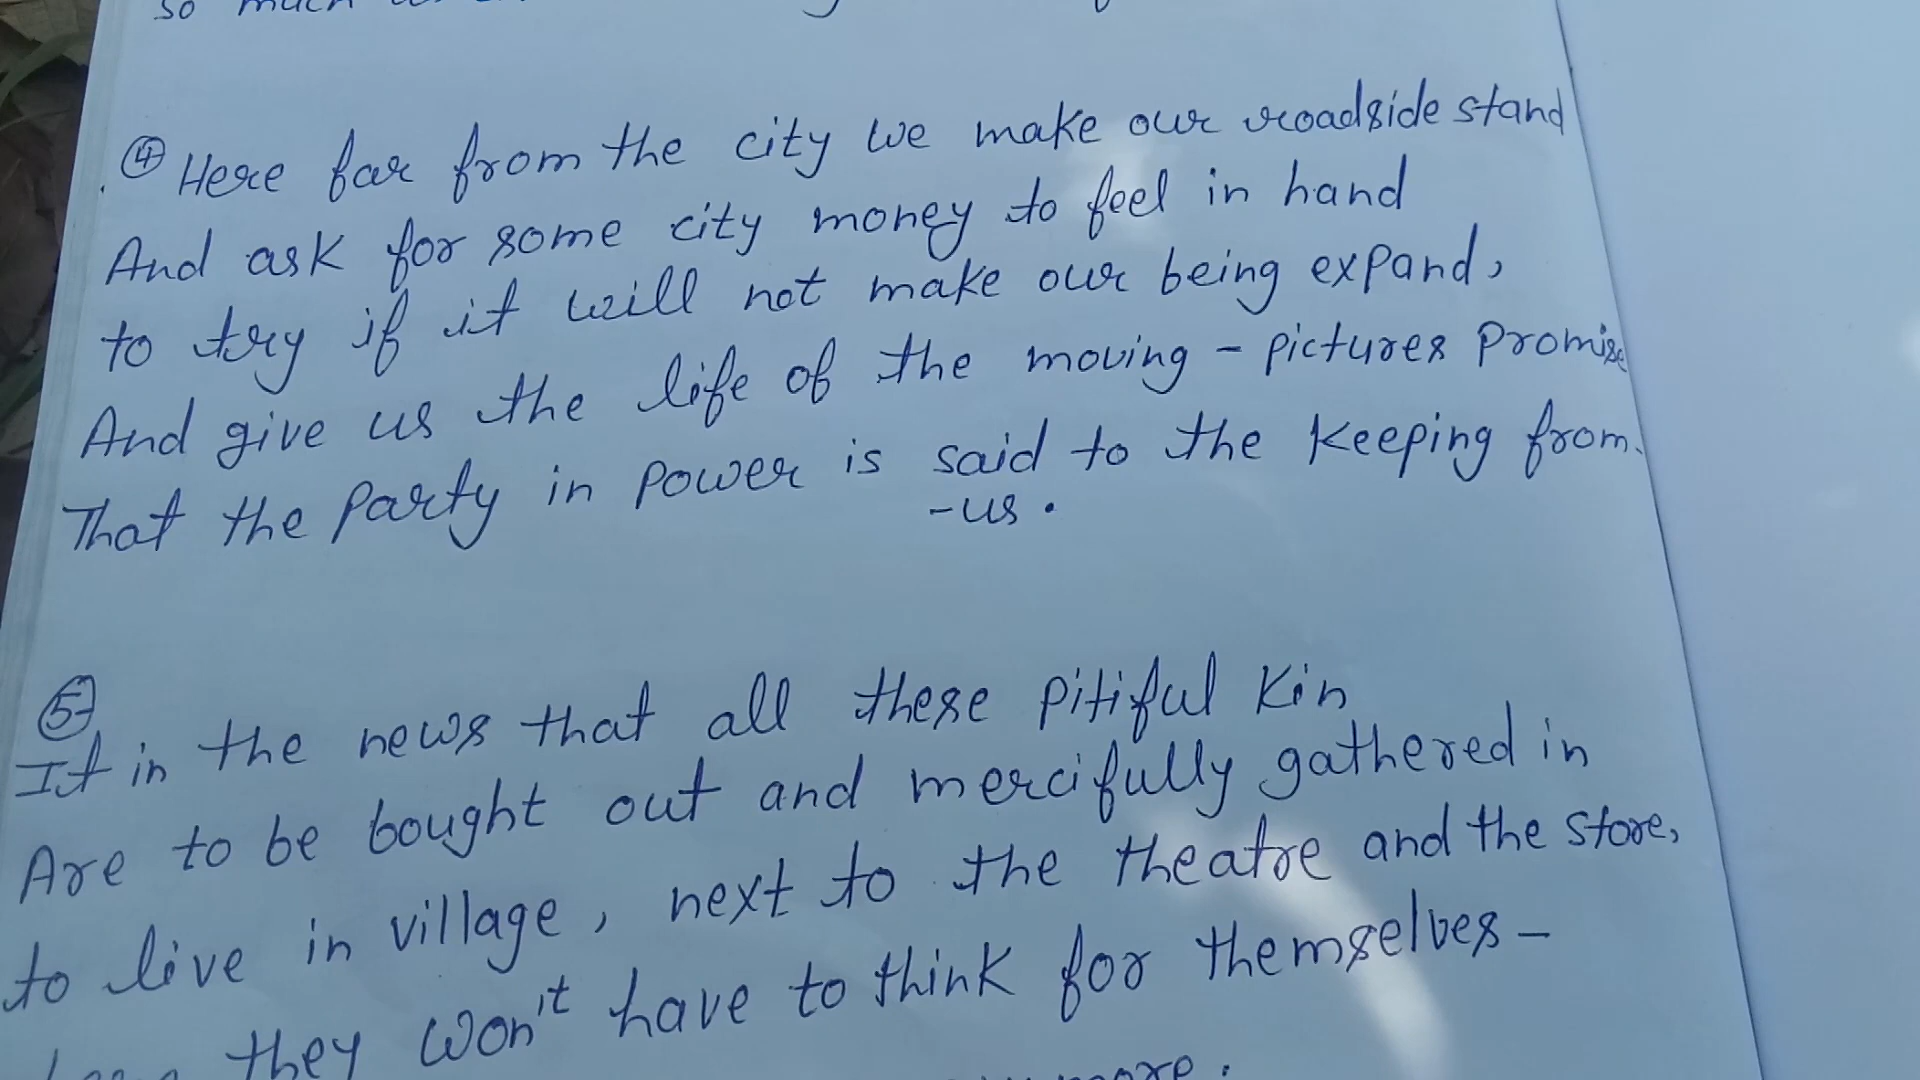 so much
④ Here far from the city we make our roadside stand
And ask for some city money to feel in hand
to try if it will not make our being expand,
And give us the life of the moving - pictures promise
That the party in power is said to the keeping from
-us.
⑤
It in the news that all these pitiful kin
Are to be bought out and mercifully gathered in
to live in village, next to the theatre and the store,
they won't have to think for themselves -
more.